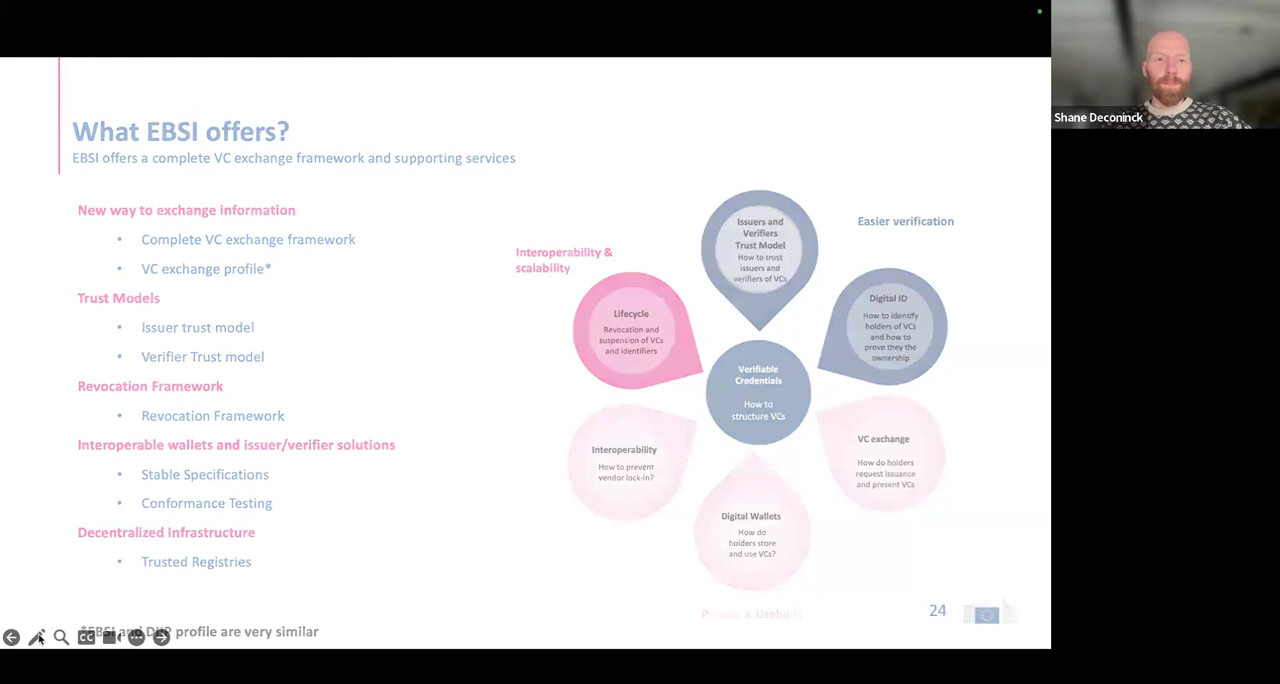 What EBSI offers?
EBSI offers a complete VC exchange framework and supporting services
New way to exchange information
• Complete VC exchange framework
• VC exchange profile*
Trust Models
• Issuer trust model
• Verifier Trust model
Revocation Framework
• Revocation Framework
Interoperable wallets and issuer/verifier solutions
• Stable Specifications
• Conformance Testing
Decentralized Infrastructure
• Trusted Registries
*EBSI and DIIP profile are very similar
Interoperability &
scalability
Easier verification
Issuers and
Verifiers
Trust Model
How to trust
issuers and
verifiers of VCs
Lifecycle
Revocation and
suspension of VCs
and identifiers
Digital ID
How to identify
holders of VCs
and how to
prove they the
ownership
Verifiable
Credentials
How to
structure VCs
Interoperability
How to prevent
vendor lock-in?
VC exchange
How do holders
request issuance
and present VCs
Digital Wallets
How do
holders store
and use VCs?
24
CC
Shane Deconinck